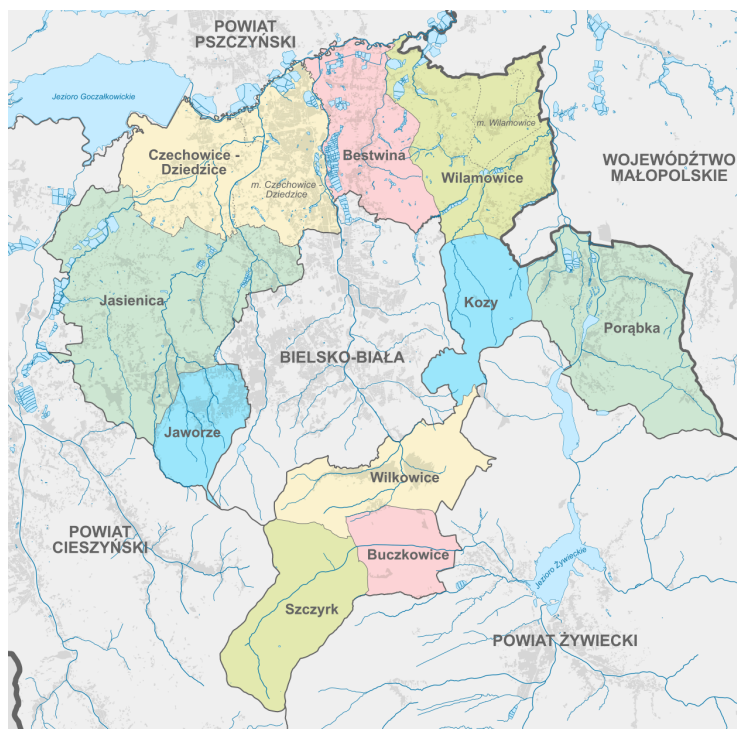 POWIAT
PSZCZYŃSKI
Jezioro Goczałkowickie
m. Wilamowice
Czechowice -
Dziedzice
Bestwina
WOJEWÓDŹTWO
MAŁOPOLSKIE
Wilamowice
m. Czechowice -
Dziedzice
Jasienica
Kozy
Porąbka
BIELSKO-BIAŁA
Jaworze
Wilkowice
POWIAT
CIESZYŃSKI
Buczkowice
Jezioro Żywieckie
Szczyrk
POWIAT ŻYWIECKI